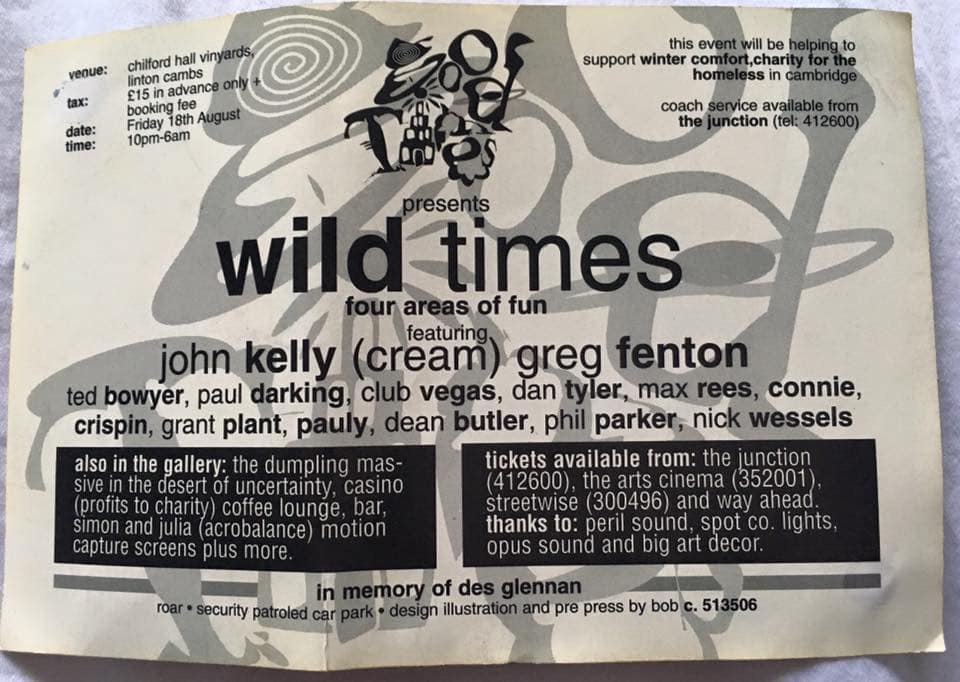 venue: chilford hall vinyards,
linton cambs
tax: £15 in advance only +
booking fee
date: Friday 18th August
time: 10pm-6am
Good
Times
this event will be helping to
support winter comfort,charity for the
homeless in cambridge
coach service available from
the junction (tel: 412600)
presents
wild times
four areas of fun
featuring
john kelly (cream) greg fenton
ted bowyer, paul darking, club vegas, dan tyler, max rees, connie,
crispin, grant plant, pauly, dean butler, phil parker, nick wessels
also in the gallery: the dumpling mas-
sive in the desert of uncertainty, casino
(profits to charity) coffee lounge, bar,
simon and julia (acrobalance) motion
capture screens plus more.
tickets available from: the junction
(412600), the arts cinema (352001),
streetwise (300496) and way ahead.
thanks to: peril sound, spot co. lights,
opus sound and big art decor.
in memory of des glennan
roar • security patroled car park • design illustration and pre press by bob c. 513506